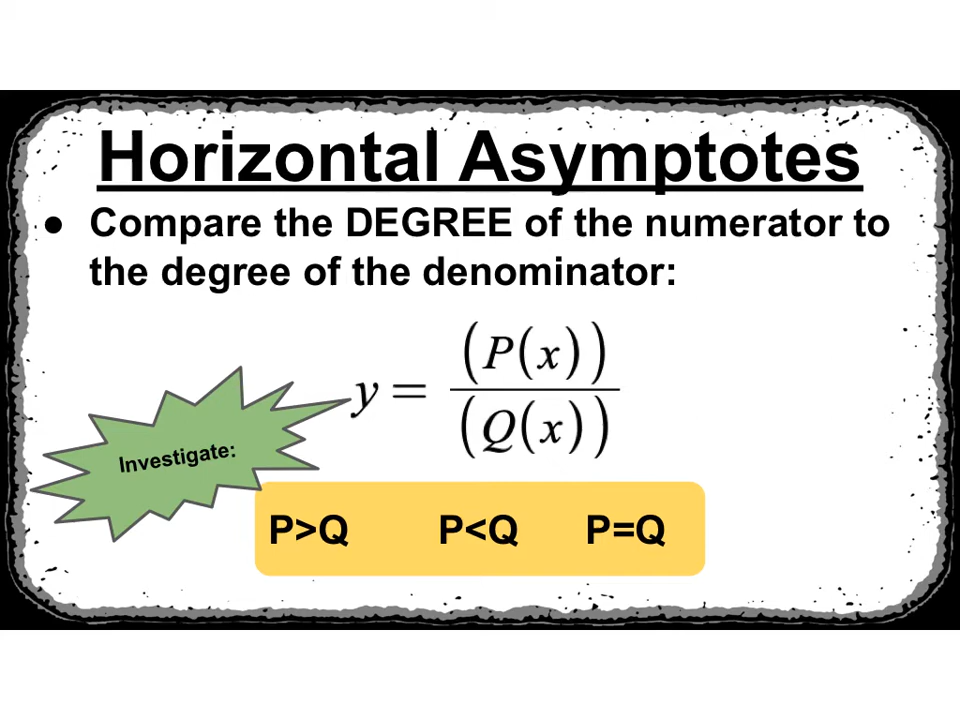 Horizontal Asymptotes
● Compare the DEGREE of the numerator to
the degree of the denominator:
y = (P(x)) / (Q(x))
Investigate:
P>Q P<Q P=Q